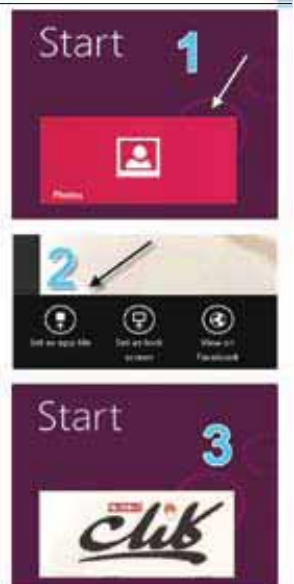 Start
1
Photos
2
Set as app tile
Set as lock
screen
View on
Facebook
Start
3
clik